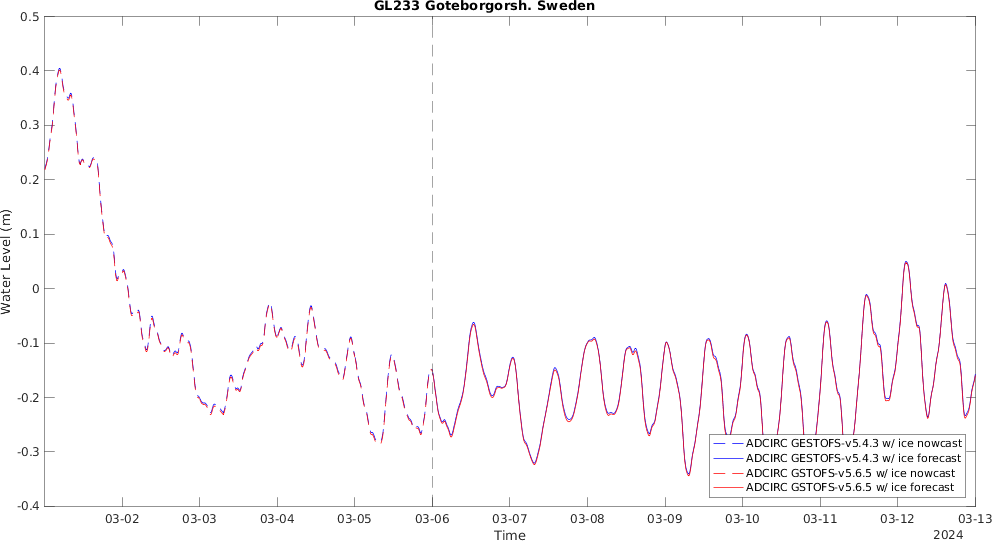 GL233 Goteborgorsh. Sweden
0.5
0.4
0.3
0.2
0.1
0
-0.1
-0.2
-0.3
-0.4
Water Level (m)
ADCIRC GESTOFS-v5.4.3 w/ ice nowcast
ADCIRC GESTOFS-v5.4.3 w/ ice forecast
ADCIRC GSTOFS-v5.6.5 w/ ice nowcast
ADCIRC GSTOFS-v5.6.5 w/ ice forecast
03-02 03-03 03-04 03-05 03-06 03-07 03-08 03-09 03-10 03-11 03-12 03-13
Time
2024